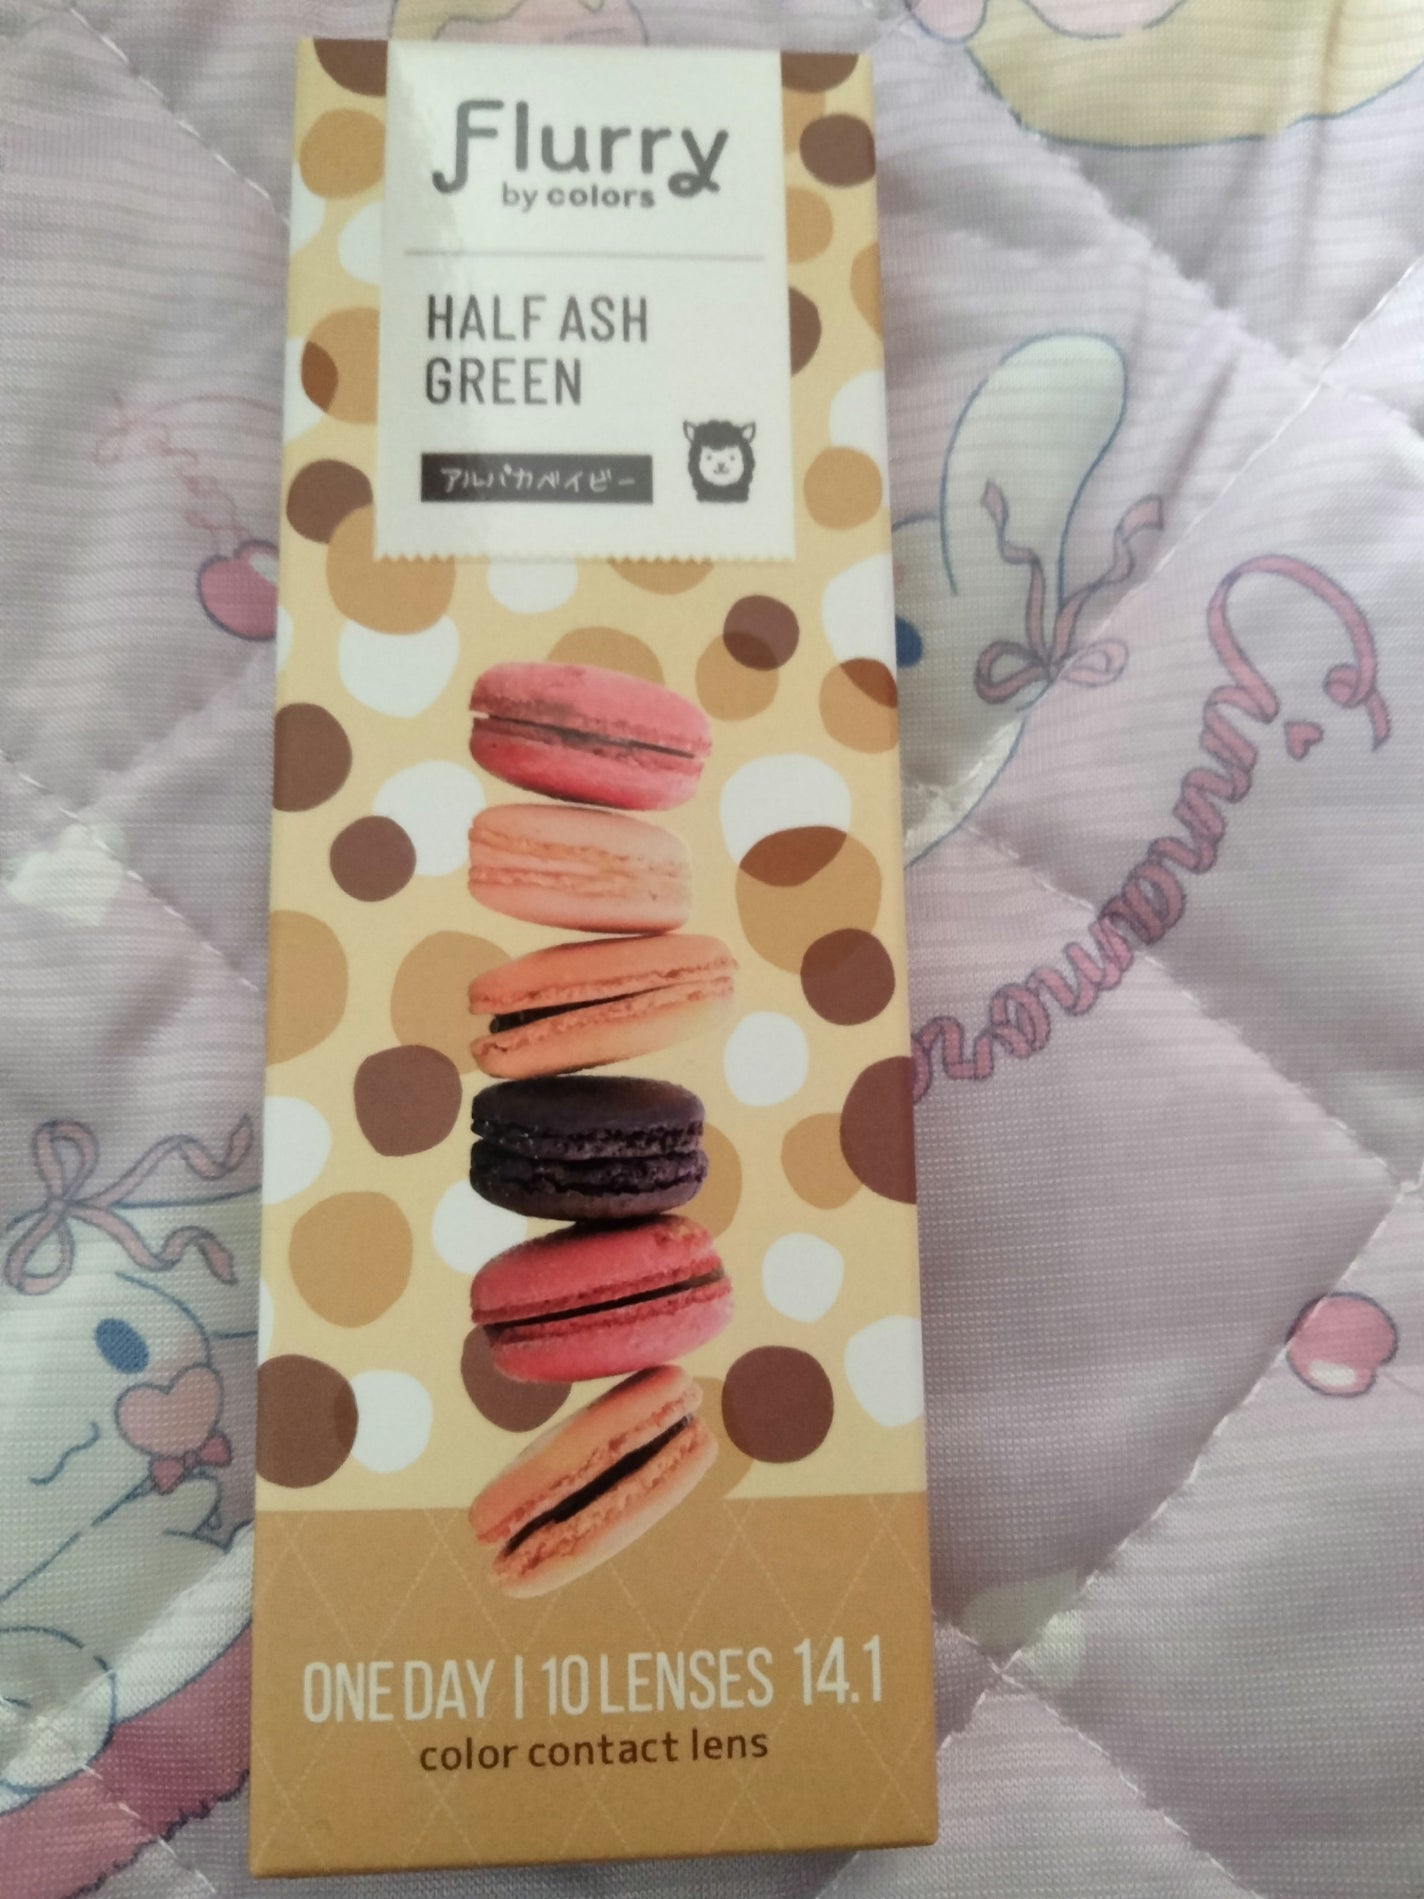 Flurry
by colors
HALF ASH
GREEN
アルパカベイビー
ONE DAY | 10 LENSES 14.1
color contact lens